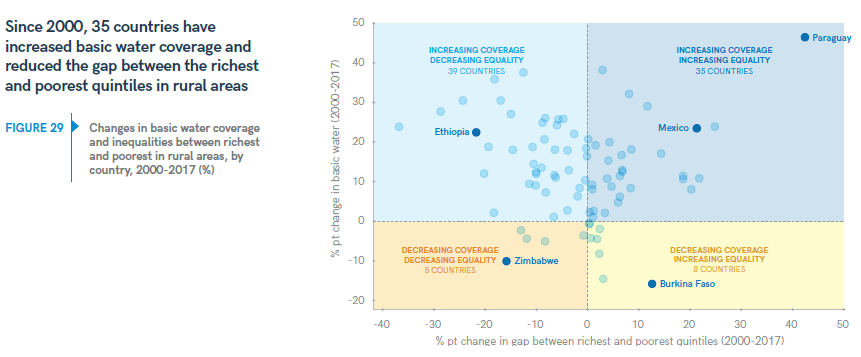 Since 2000, 35 countries have
increased basic water coverage and
reduced the gap between the richest
and poorest quintiles in rural areas
FIGURE 29
Changes in basic water coverage
and inequalities between richest
and poorest in rural areas, by
country, 2000-2017 (%)
% pt change in basic water (2000-2017)
50
40
30
20
10
0
-10
-20
INCREASING COVERAGE
DECREASING EQUALITY
39 COUNTRIES
INCREASING COVERAGE
INCREASING EQUALITY
35 COUNTRIES
Paraguay
Ethiopia
Mexico
DECREASING COVERAGE
DECREASING EQUALITY
5 COUNTRIES
Zimbabwe
DECREASING COVERAGE
INCREASING EQUALITY
8 COUNTRIES
Burkina Faso
-40 -30 -20 -10 0 10 20 30 40 50
% pt change in gap between richest and poorest quintiles (2000-2017)